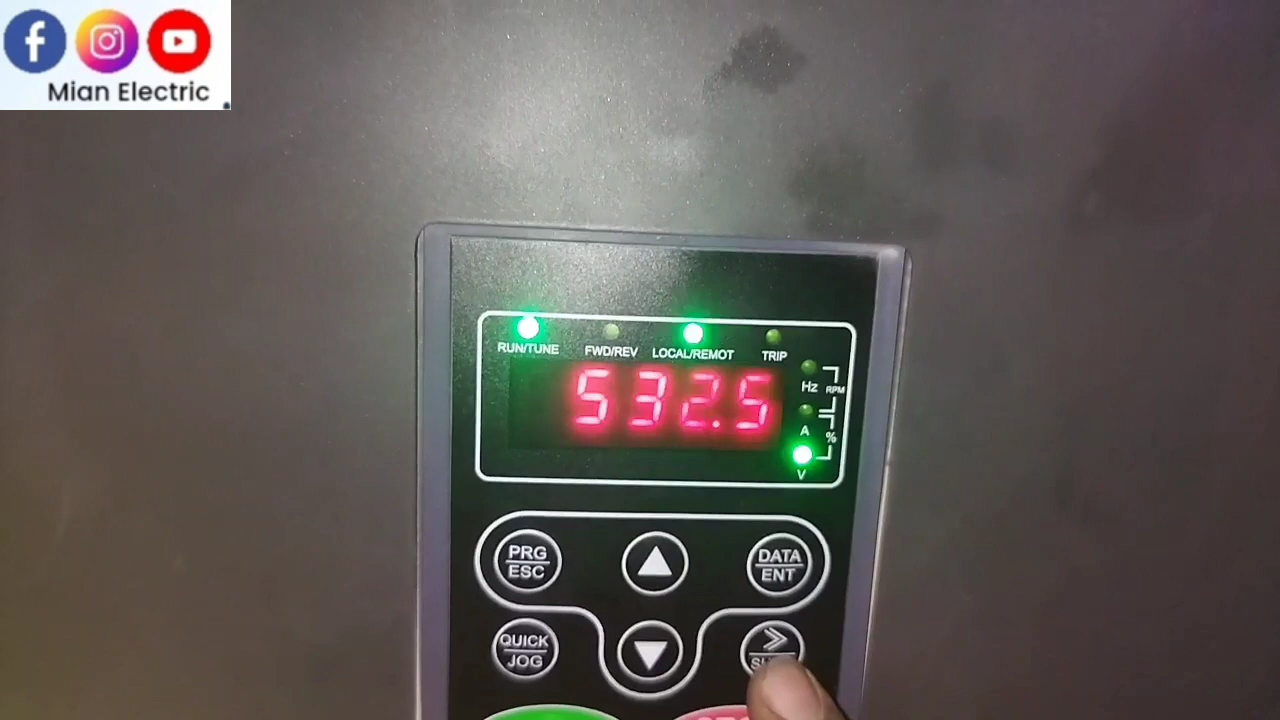 Mian Electric
RUN/TUNE FWD/REV LOCAL/REMOT TRIP
532.5
Hz RPM
A %
V
PRG
ESC
DATA
ENT
QUICK
JOG